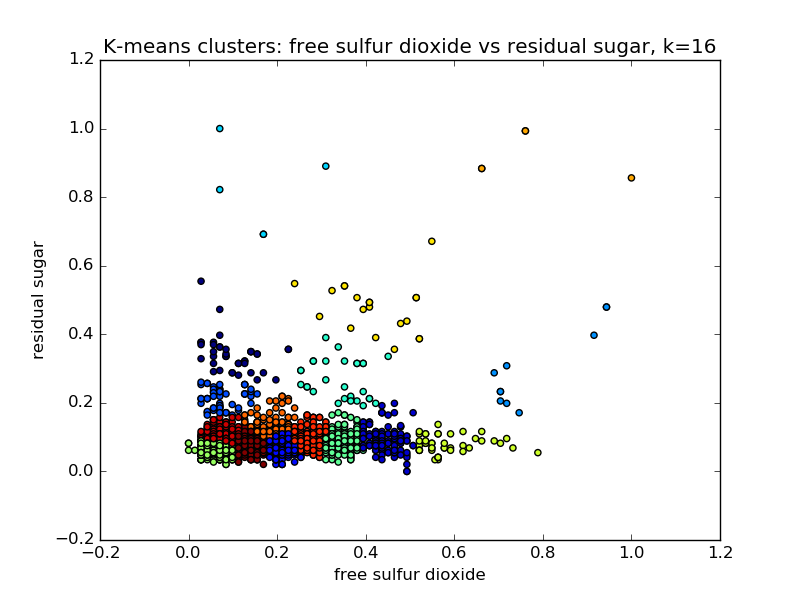 K-means clusters: free sulfur dioxide vs residual sugar, k=16
1.2
1.0
0.8
0.6
0.4
0.2
0.0
−0.2
residual sugar
−0.2 0.0 0.2 0.4 0.6 0.8 1.0 1.2
free sulfur dioxide